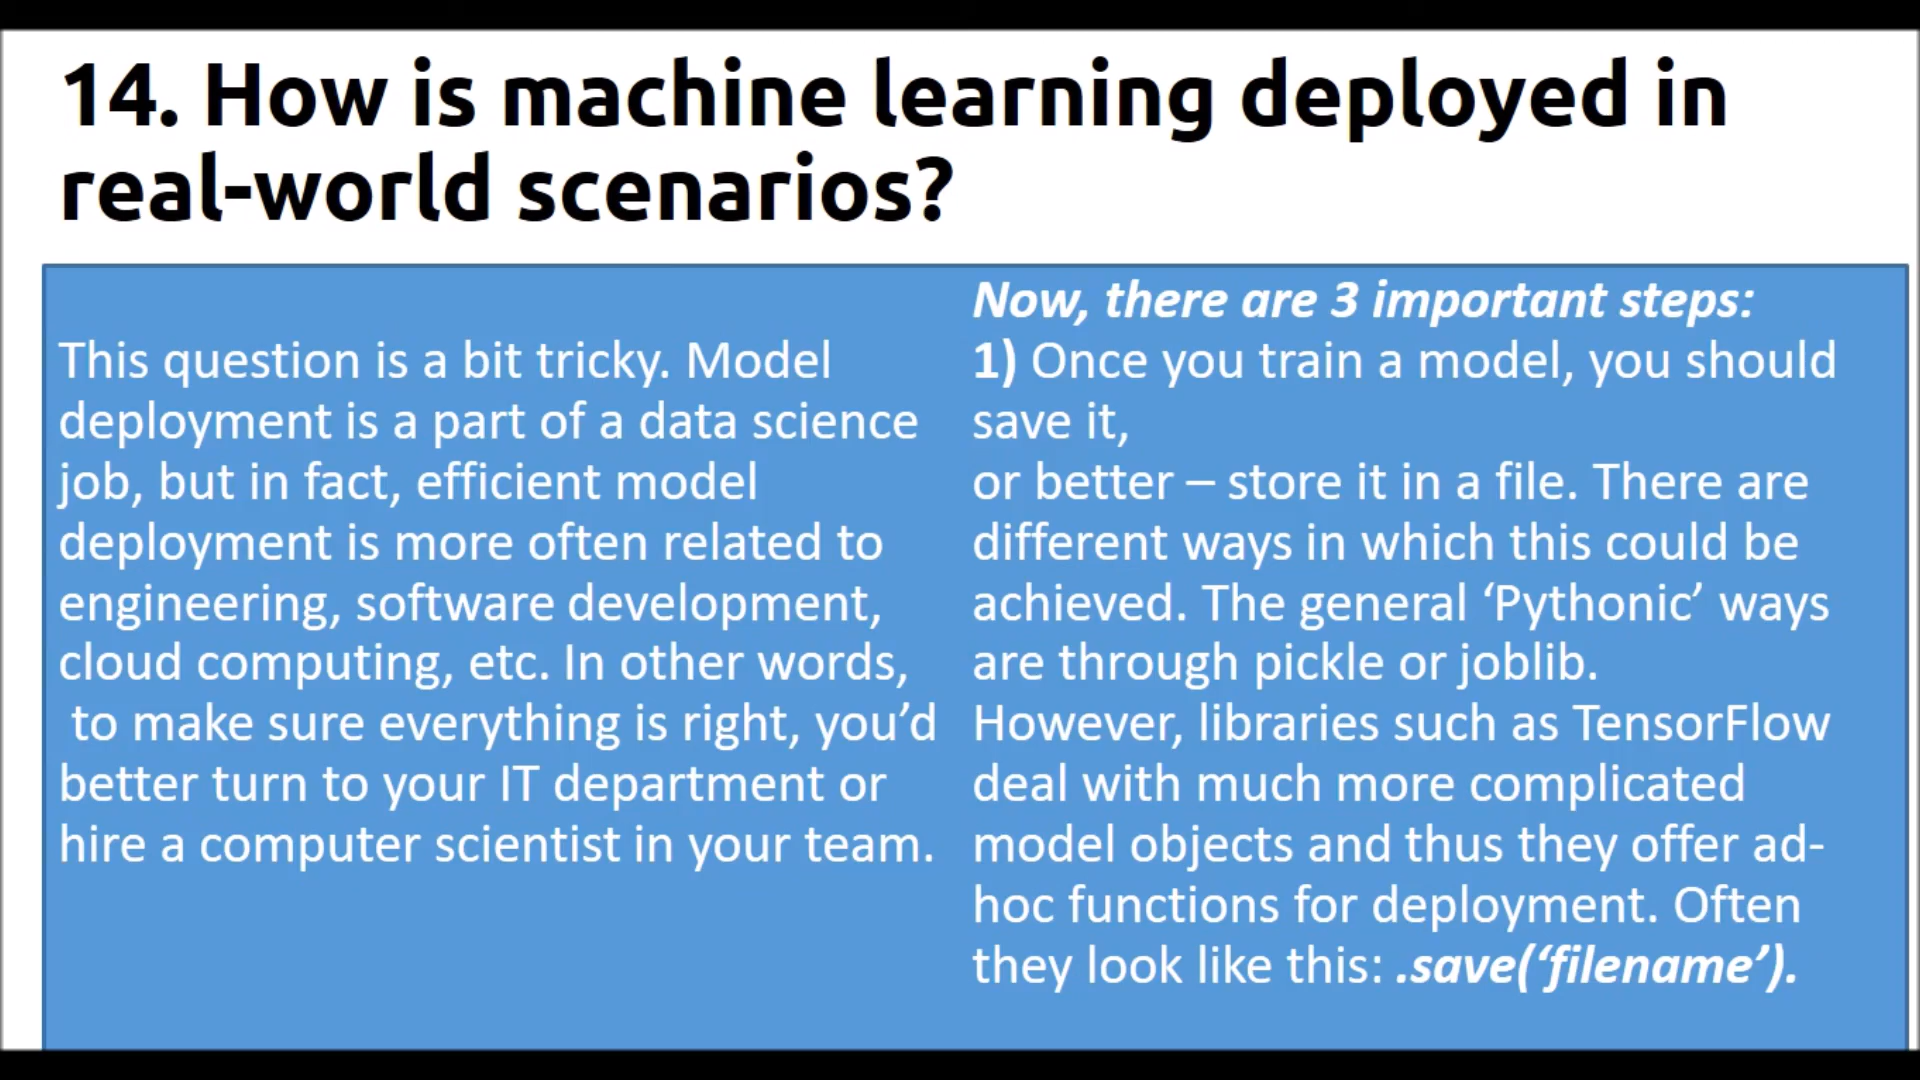 14. How is machine learning deployed in
real-world scenarios?
This question is a bit tricky. Model
deployment is a part of a data science
job, but in fact, efficient model
deployment is more often related to
engineering, software development,
cloud computing, etc. In other words,
to make sure everything is right, you’d
better turn to your IT department or
hire a computer scientist in your team.
Now, there are 3 important steps:
1) Once you train a model, you should
save it,
or better – store it in a file. There are
different ways in which this could be
achieved. The general ‘Pythonic’ ways
are through pickle or joblib.
However, libraries such as TensorFlow
deal with much more complicated
model objects and thus they offer ad-
hoc functions for deployment. Often
they look like this: .save(‘filename’).